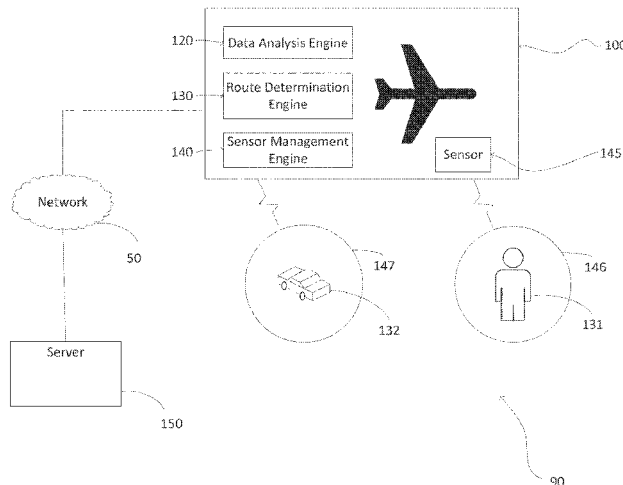 120
Data Analysis Engine
100
130
Route Determination
Engine
140
Sensor Management
Engine
Sensor
145
Network
50
147
132
146
131
Server
150
90